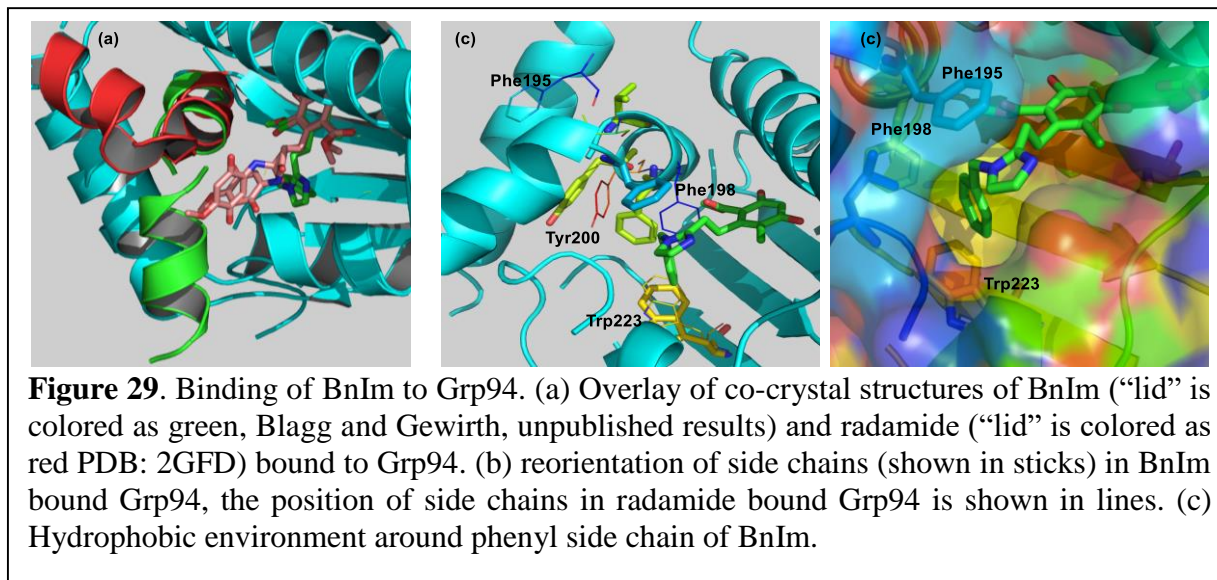 (a)
(c)
Phe195
Phe198
Tyr200
Trp223
(c)
Phe195
Phe198
Trp223
Figure 29. Binding of BnIm to Grp94. (a) Overlay of co-crystal structures of BnIm (“lid” is
colored as green, Blagg and Gewirth, unpublished results) and radamide (“lid” is colored as
red PDB: 2GFD) bound to Grp94. (b) reorientation of side chains (shown in sticks) in BnIm
bound Grp94, the position of side chains in radamide bound Grp94 is shown in lines. (c)
Hydrophobic environment around phenyl side chain of BnIm.